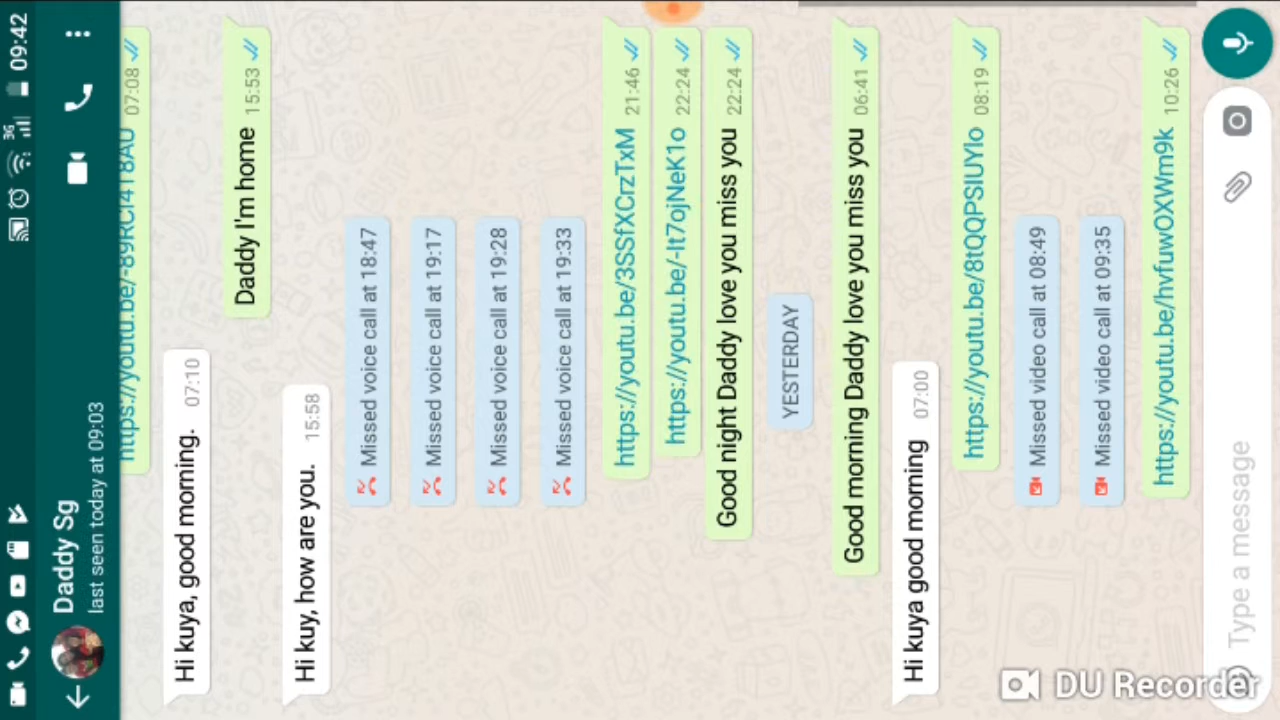 09:42
3G
Daddy Sg
last seen today at 09:03
07:08
Hi kuya, good morning. 07:10
Daddy I'm home 15:53
Hi kuy, how are you. 15:58
Missed voice call at 18:47
Missed voice call at 19:17
Missed voice call at 19:28
Missed voice call at 19:33
https://youtu.be/3SSfXCrzTxM 21:46
https://youtu.be/-It7ojNeK1o 22:24
Good night Daddy love you miss you 22:24
YESTERDAY
Good morning Daddy love you miss you 06:41
Hi kuya good morning 07:00
https://youtu.be/8tQQPSIUYIo 08:19
Missed video call at 08:49
Missed video call at 09:35
https://youtu.be/hvfuwOXWm9k 10:26
Type a message
DU Recorder